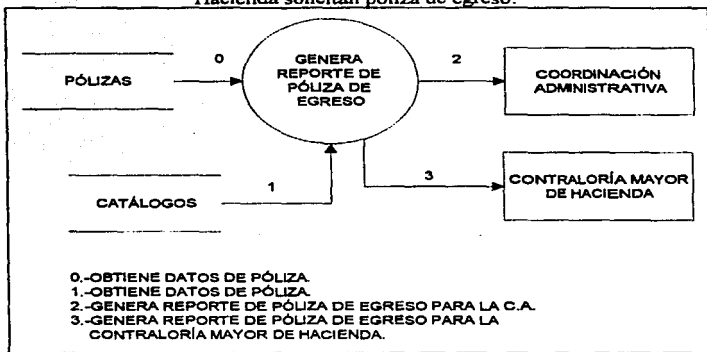 Hacienda solicitan póliza de egreso.
0
GENERA
REPORTE DE
PÓLIZA DE
EGRESO
2
PÓLIZAS
COORDINACIÓN
ADMINISTRATIVA
1
3
CATÁLOGOS
CONTRALORÍA MAYOR
DE HACIENDA
0.-OBTIENE DATOS DE PÓLIZA.
1.-OBTIENE DATOS DE PÓLIZA.
2.-GENERA REPORTE DE PÓLIZA DE EGRESO PARA LA C.A.
3.-GENERA REPORTE DE PÓLIZA DE EGRESO PARA LA
CONTRALORÍA MAYOR DE HACIENDA.